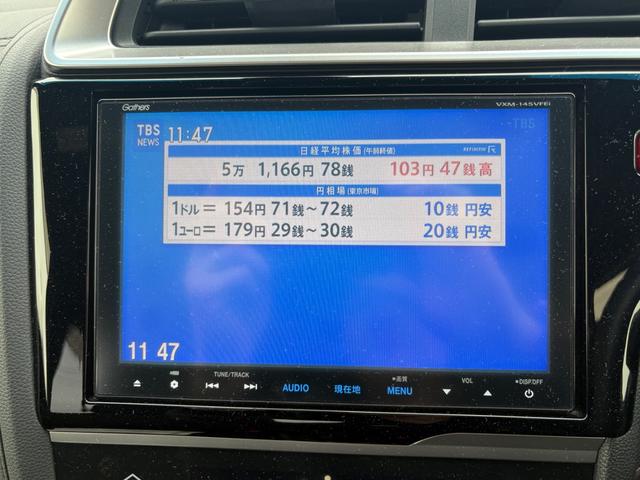 Gathers VXM-145VFEi
TBS NEWS 11:47
TBS
日経平均株価(午前終値) REFINITIV
5万 1,166円 78銭 103円 47銭高
円相場(東京市場)
1ドル= 154円 71銭~72銭 10銭 円安
1ユーロ= 179円 29銭~30銭 20銭 円安
11 47
TUNE/TRACK
AUDIO 現在地 画質 MENU VOL DISP.OFF